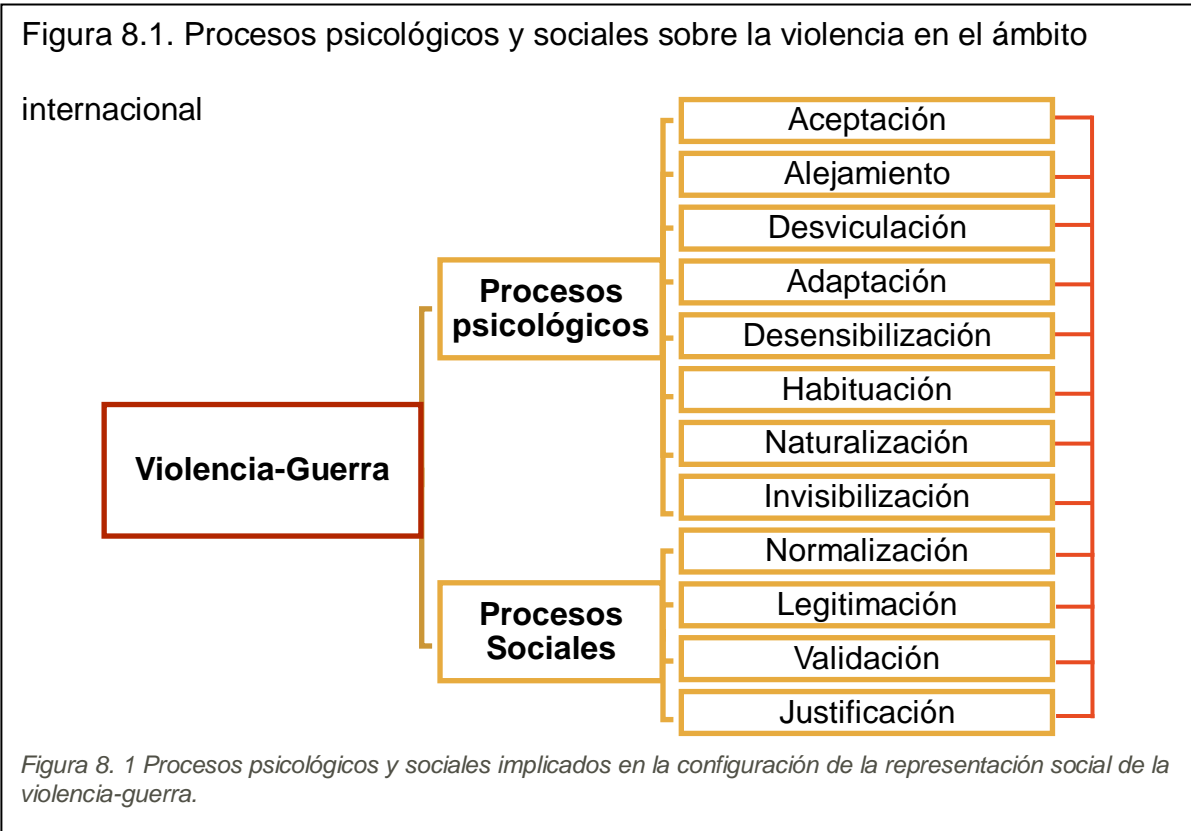 Figura 8.1. Procesos psicológicos y sociales sobre la violencia en el ámbito
internacional
Violencia-Guerra
Procesos
psicológicos
Aceptación
Alejamiento
Desviculación
Adaptación
Desensibilización
Habituación
Naturalización
Invisibilización
Procesos
Sociales
Normalización
Legitimación
Validación
Justificación
Figura 8. 1 Procesos psicológicos y sociales implicados en la configuración de la representación social de la
violencia-guerra.